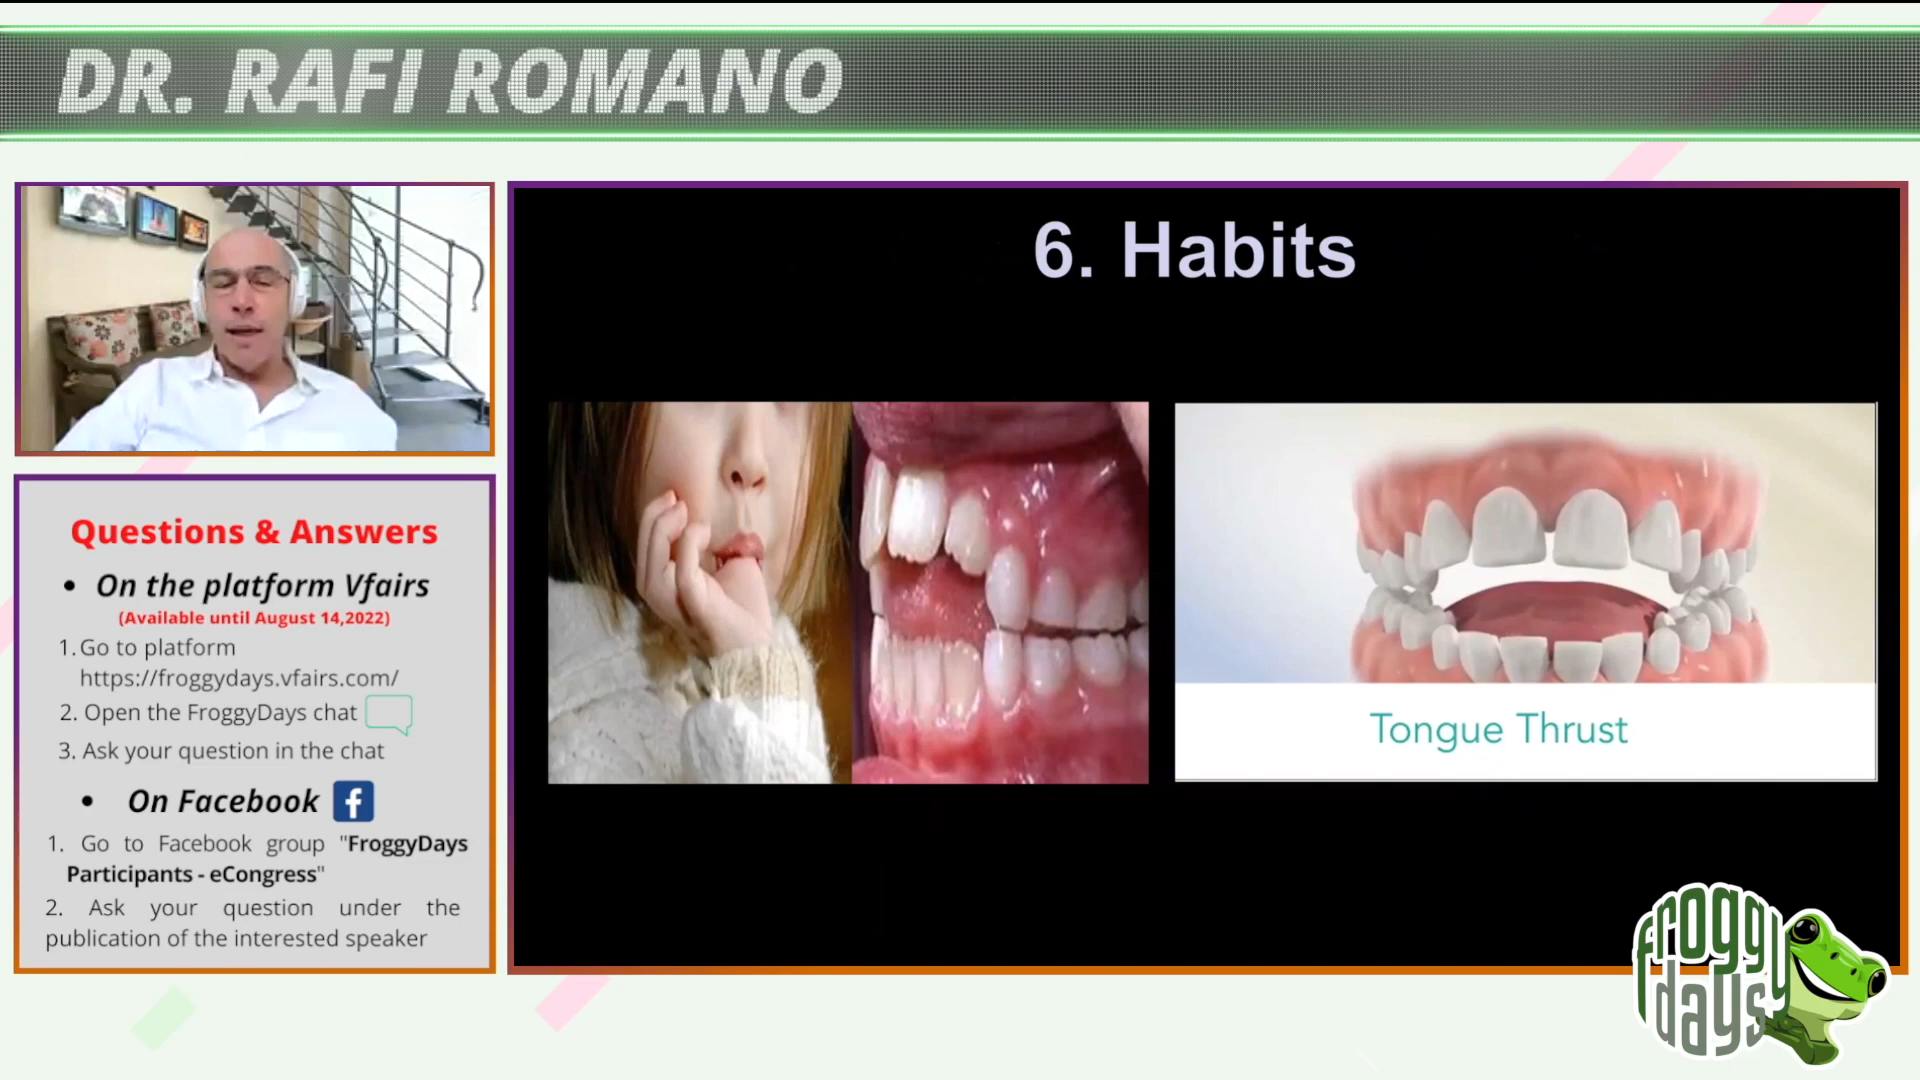 DR. RAFI ROMANO
Questions & Answers
• On the platform Vfairs
(Available until August 14,2022)
1. Go to platform
https://froggydays.vfairs.com/
2. Open the FroggyDays chat
3. Ask your question in the chat
• On Facebook f
1. Go to Facebook group "FroggyDays
Participants - eCongress"
2. Ask your question under the
publication of the interested speaker
6. Habits
Tongue Thrust
froggy
days